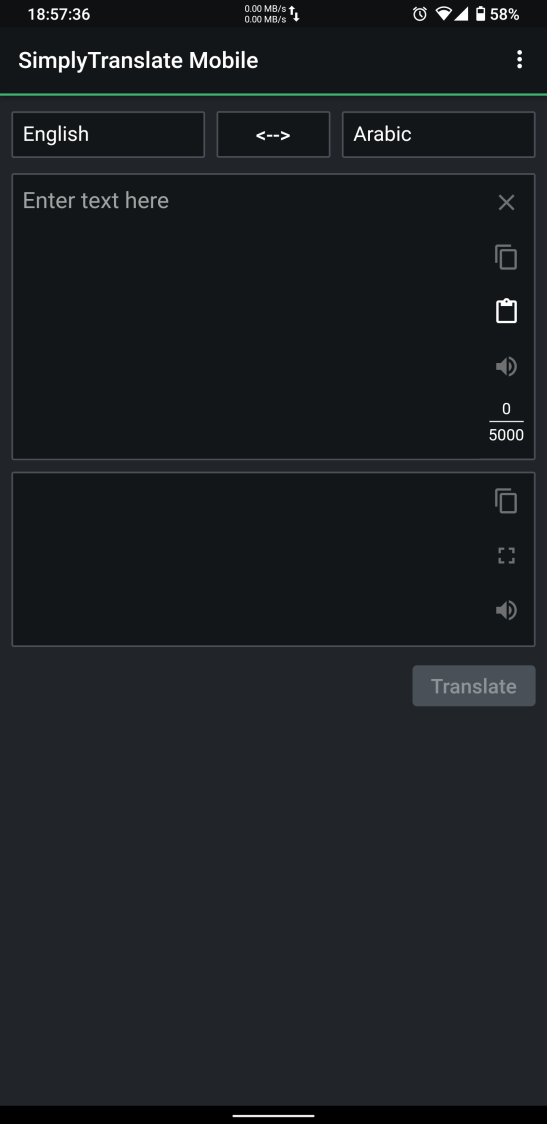 18:57:36
0.00 MB/s
0.00 MB/s
58%
SimplyTranslate Mobile
English
<-->
Arabic
Enter text here
0
5000
Translate